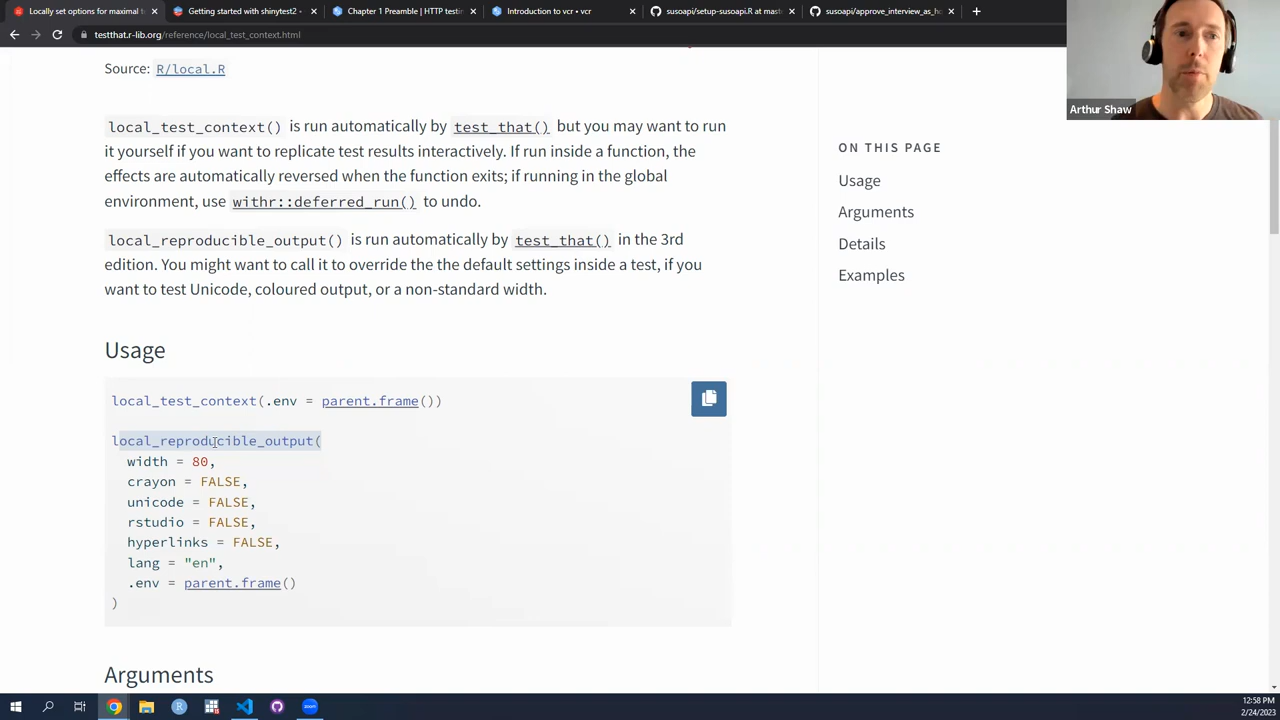 Locally set options for maximal t
Getting started with shinytest2 •
Chapter 1 Preamble | HTTP testin
Introduction to vcr • vcr
susoapi/setup-susoapi.R at maste
susoapi/approve_interview_as_h
testthat.r-lib.org/reference/local_test_context.html
Arthur Shaw
Source: R/local.R
local_test_context() is run automatically by test_that() but you may want to run
it yourself if you want to replicate test results interactively. If run inside a function, the
effects are automatically reversed when the function exits; if running in the global
environment, use withr::deferred_run() to undo.
local_reproducible_output() is run automatically by test_that() in the 3rd
edition. You might want to call it to override the the default settings inside a test, if you
want to test Unicode, coloured output, or a non-standard width.
Usage
local_test_context(.env = parent.frame())
local_reproducible_output(
width = 80,
crayon = FALSE,
unicode = FALSE,
rstudio = FALSE,
hyperlinks = FALSE,
lang = "en",
.env = parent.frame()
)
Arguments
ON THIS PAGE
Usage
Arguments
Details
Examples
12:58 PM
2/24/2023